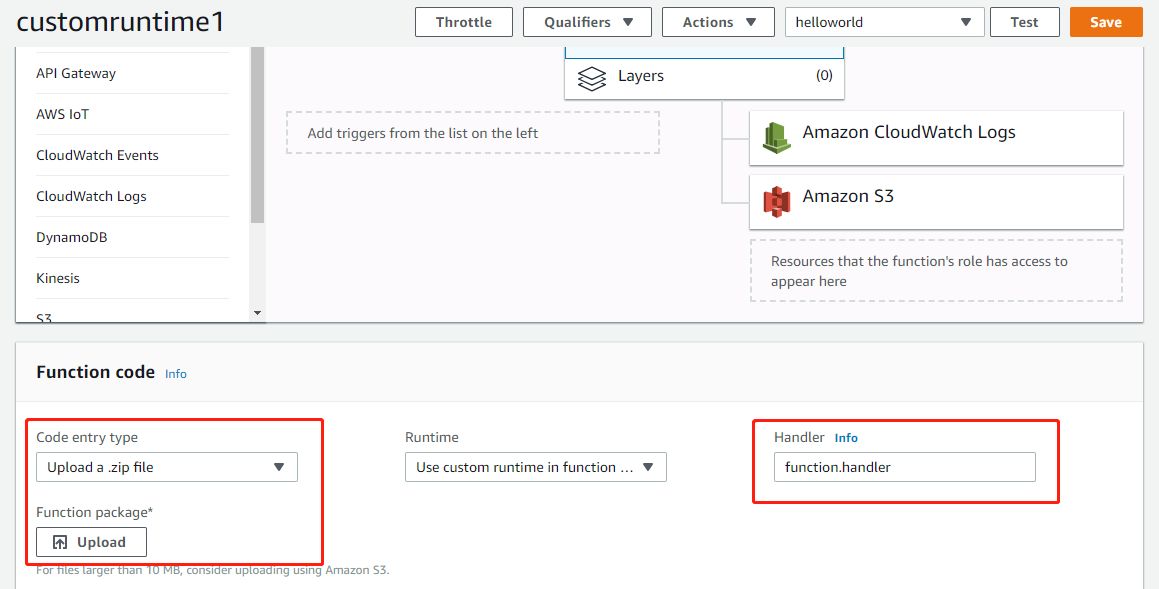 customruntime1
Throttle
Qualifiers
Actions
helloworld
Test
Save
API Gateway
AWS IoT
CloudWatch Events
CloudWatch Logs
DynamoDB
Kinesis
S3
Layers
(0)
Add triggers from the list on the left
Amazon CloudWatch Logs
Amazon S3
Resources that the function's role has access to
appear here
Function code Info
Code entry type
Upload a .zip file
Function package*
Upload
For files larger than 10 MB, consider uploading using Amazon S3.
Runtime
Use custom runtime in function ...
Handler Info
function.handler